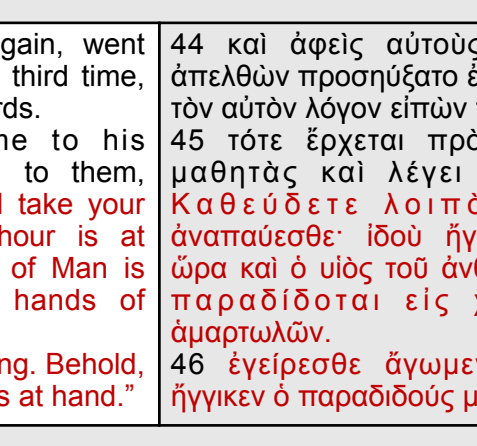 gain, went
third time,
rds.
me to his
to them,
take your
hour is at
of Man is
hands of
ng. Behold,
s at hand.”
44 καὶ ἀφεὶς αὐτοὺς
ἀπελθὼν προσηύξατο ἐ
τὸν αὐτὸν λόγον εἰπὼν
45 τότε ἔρχεται πρὸ
μαθητὰς καὶ λέγει
Καθεύδετε λοιπὸ
ἀναπαύεσθε· ἰδοὺ ἤγ
ὥρα καὶ ὁ υἱὸς τοῦ ἀνθ
παραδίδοται εἰς χ
ἁμαρτωλῶν.
46 ἐγείρεσθε ἄγωμεν
ἤγγικεν ὁ παραδιδούς μ